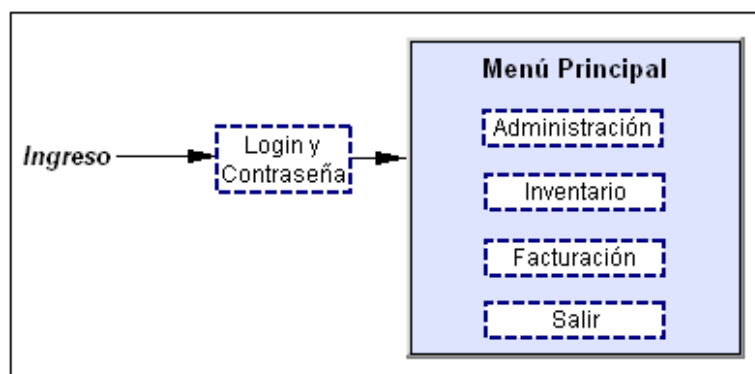 Ingreso
Login y
Contraseña
Menú Principal
Administración
Inventario
Facturación
Salir